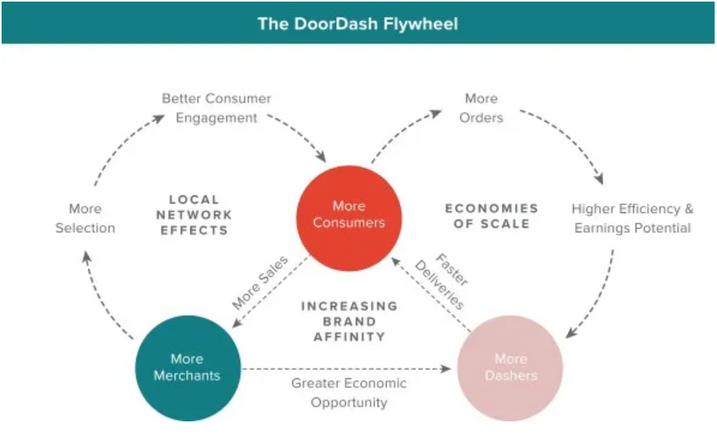 The DoorDash Flywheel
Better Consumer
Engagement
More
Orders
More
Selection
LOCAL
NETWORK
EFFECTS
More
Consumers
ECONOMIES
OF SCALE
Higher Efficiency &
Earnings Potential
More Sales
Faster
Deliveries
INCREASING
BRAND
AFFINITY
More
Merchants
Greater Economic
Opportunity
More
Dashers